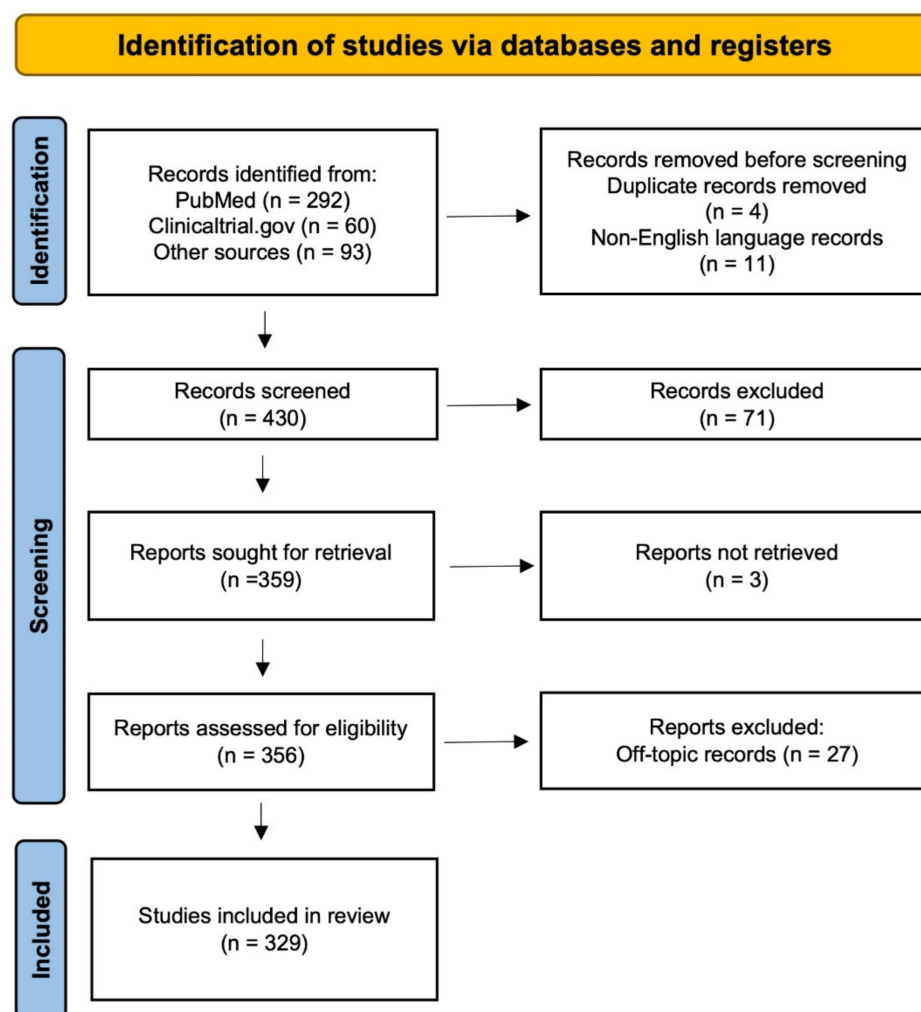 Identification of studies via databases and registers
Identification
Records identified from:
PubMed (n = 292)
Clinicaltrial.gov (n = 60)
Other sources (n = 93)
Records removed before screening
Duplicate records removed
(n = 4)
Non-English language records
(n = 11)
Screening
Records screened
(n = 430)
Records excluded
(n = 71)
Reports sought for retrieval
(n =359)
Reports not retrieved
(n = 3)
Reports assessed for eligibility
(n = 356)
Reports excluded:
Off-topic records (n = 27)
Included
Studies included in review
(n = 329)